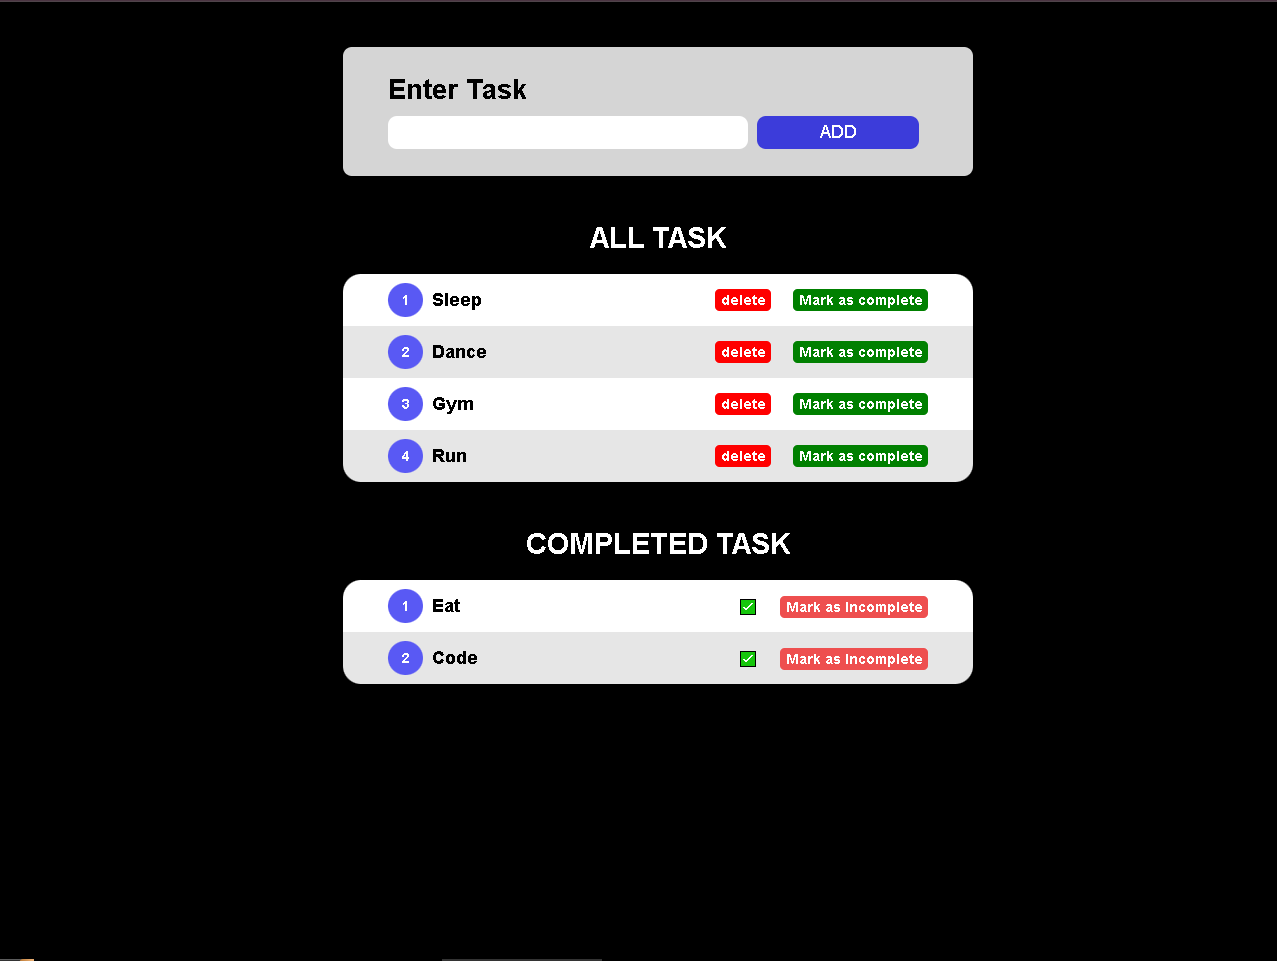 Enter Task
ADD
ALL TASK
1 Sleep delete Mark as complete
2 Dance delete Mark as complete
3 Gym delete Mark as complete
4 Run delete Mark as complete
COMPLETED TASK
1 Eat Mark as incomplete
2 Code Mark as incomplete